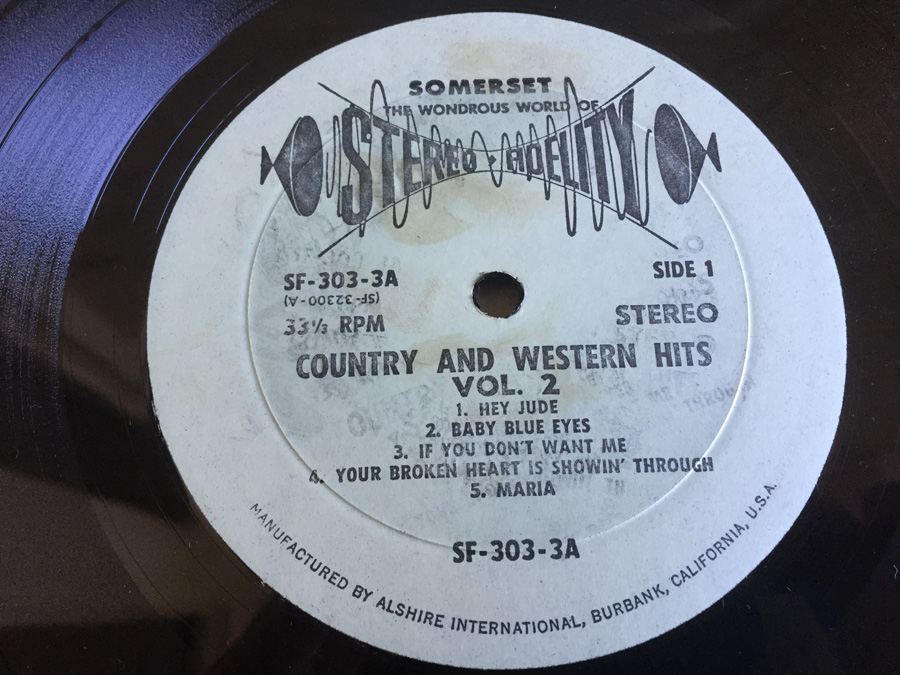 SOMERSET
THE WONDROUS WORLD OF
STEREO • FIDELITY
SF-303-3A
SIDE 1
(SF-32300-A)
33⅓ RPM
STEREO
COUNTRY AND WESTERN HITS
VOL. 2
1. HEY JUDE
2. BABY BLUE EYES
3. IF YOU DON'T WANT ME
4. YOUR BROKEN HEART IS SHOWIN' THROUGH
5. MARIA
SF-303-3A
MANUFACTURED BY ALSHIRE INTERNATIONAL, BURBANK, CALIFORNIA, U.S.A.